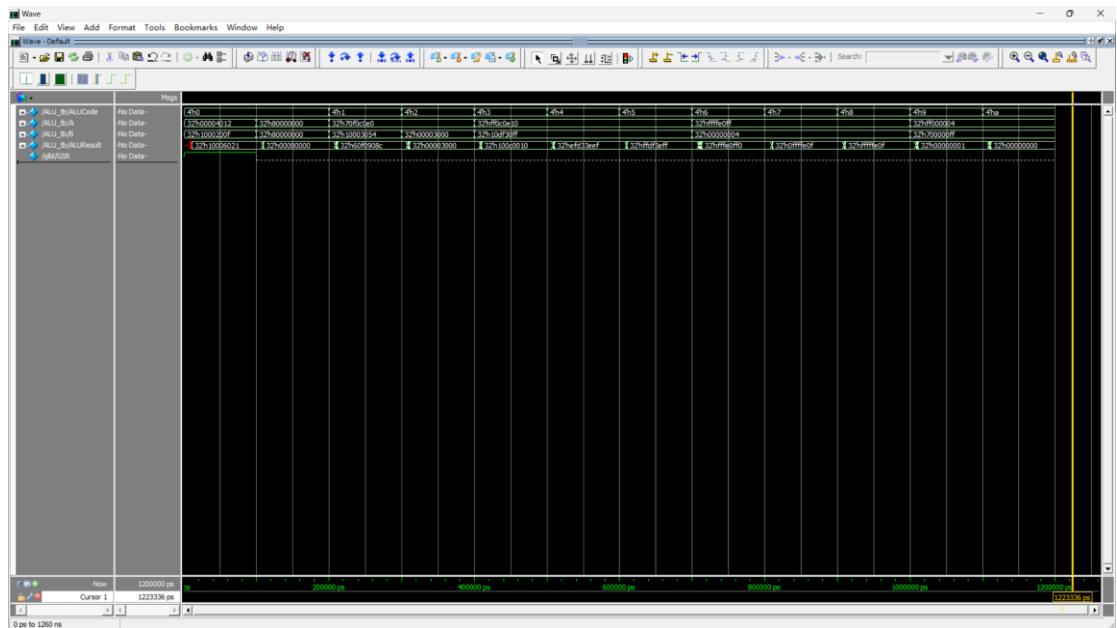 Wave
File Edit View Add Format Tools Bookmarks Window Help
Wave - Default
Search:
Msgs
/ALU_tb/ALUCode -No Data- 4'h0 4'h1 4'h2 4'h3 4'h4 4'h5 4'h6 4'h7 4'h8 4'h9 4'ha
/ALU_tb/A -No Data- 32'h00004012 32'h80000000 32'h70f0c0e0 32'hff0c0e10 32'hffffe0ff 32'hff000004
/ALU_tb/B -No Data- 32'h1000200f 32'h80000000 32'h10003054 32'h00003000 32'h10df30ff 32'h00000004 32'h700000ff
/ALU_tb/ALUResult -No Data- 32'h10006021 32'h00000000 32'h60f0908c 32'h00003000 32'h100c0010 32'hefd33eef 32'hffdf3eff 32'hfffe0ff0 32'h0ffffe0f 32'hfffffe0f 32'h00000001 32'h00000000
/glbl/GSR -No Data-
Now 1200000 ps ps 200000 ps 400000 ps 600000 ps 800000 ps 1000000 ps 1200000 ps
Cursor 1 1223336 ps 1223336 ps
0 ps to 1260 ns